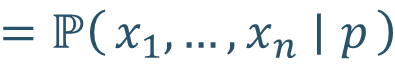 = ℙ( x₁, …, xₙ | p )